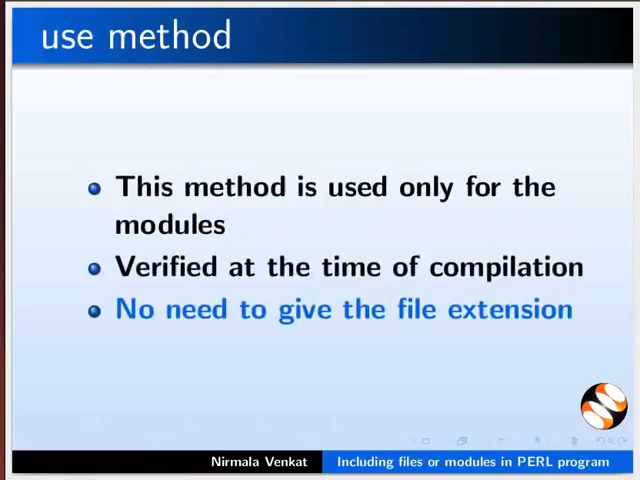 use method
This method is used only for the
modules
Verified at the time of compilation
No need to give the file extension
Nirmala Venkat
Including files or modules in PERL program